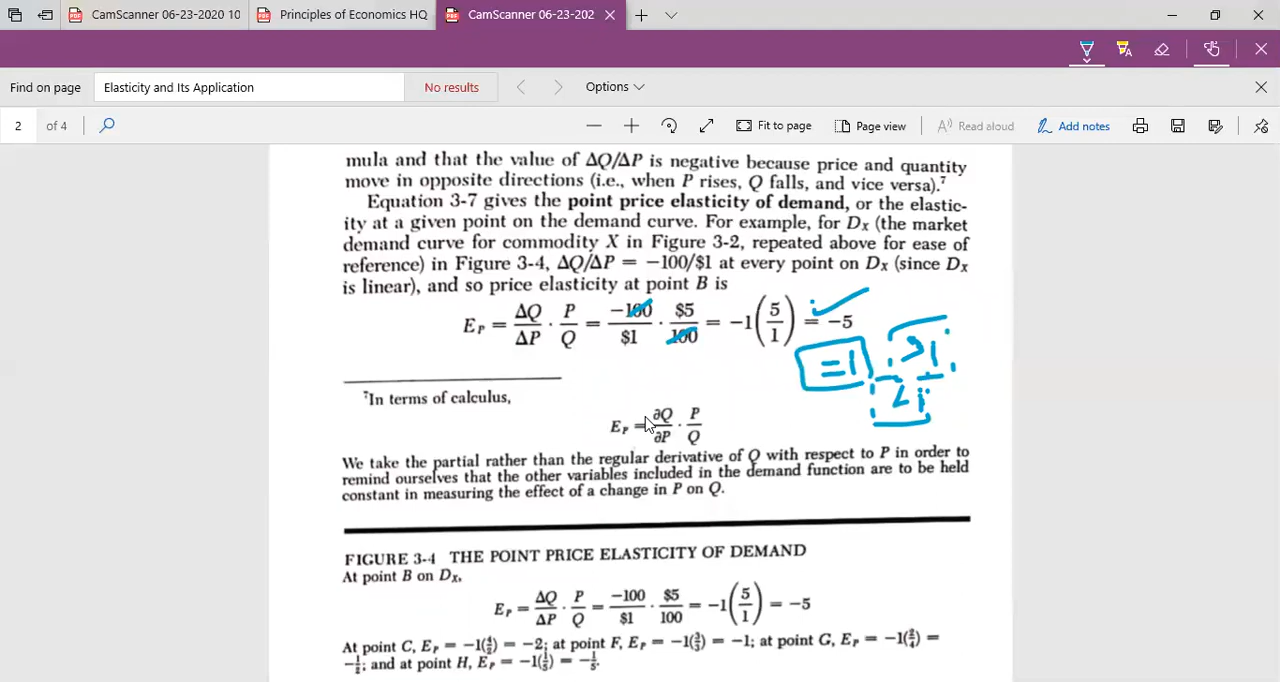 CamScanner 06-23-2020 10
Principles of Economics HQ
CamScanner 06-23-202
Find on page
Elasticity and Its Application
No results
Options
2 of 4
Fit to page
Page view
Read aloud
Add notes
mula and that the value of ΔQ/ΔP is negative because price and quantity
move in opposite directions (i.e., when P rises, Q falls, and vice versa).⁷
Equation 3-7 gives the point price elasticity of demand, or the elastic-
ity at a given point on the demand curve. For example, for Dx (the market
demand curve for commodity X in Figure 3-2, repeated above for ease of
reference) in Figure 3-4, ΔQ/ΔP = −100/$1 at every point on Dx (since Dx
is linear), and so price elasticity at point B is
E_P = ΔQ/ΔP · P/Q = −100/$1 · $5/100 = −1(5/1) = −5
=1
>1
<1
⁷In terms of calculus,
E_P = ∂Q/∂P · P/Q
We take the partial rather than the regular derivative of Q with respect to P in order to
remind ourselves that the other variables included in the demand function are to be held
constant in measuring the effect of a change in P on Q.
FIGURE 3-4 THE POINT PRICE ELASTICITY OF DEMAND
At point B on Dx,
E_P = ΔQ/ΔP · P/Q = −100/$1 · $5/100 = −1(5/1) = −5
At point C, E_P = −1(4/2) = −2; at point F, E_P = −1(3/3) = −1; at point G, E_P = −1(2/4) =
−½; and at point H, E_P = −1(1/5) = −1/5.